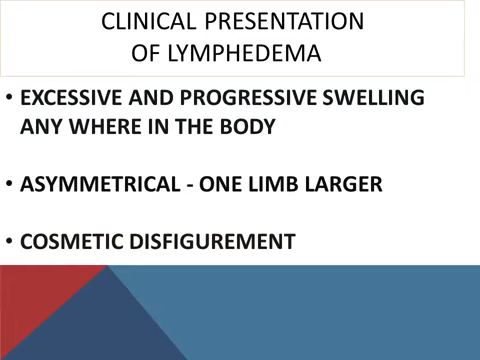 CLINICAL PRESENTATION
OF LYMPHEDEMA
• EXCESSIVE AND PROGRESSIVE SWELLING
ANY WHERE IN THE BODY
• ASYMMETRICAL - ONE LIMB LARGER
• COSMETIC DISFIGUREMENT